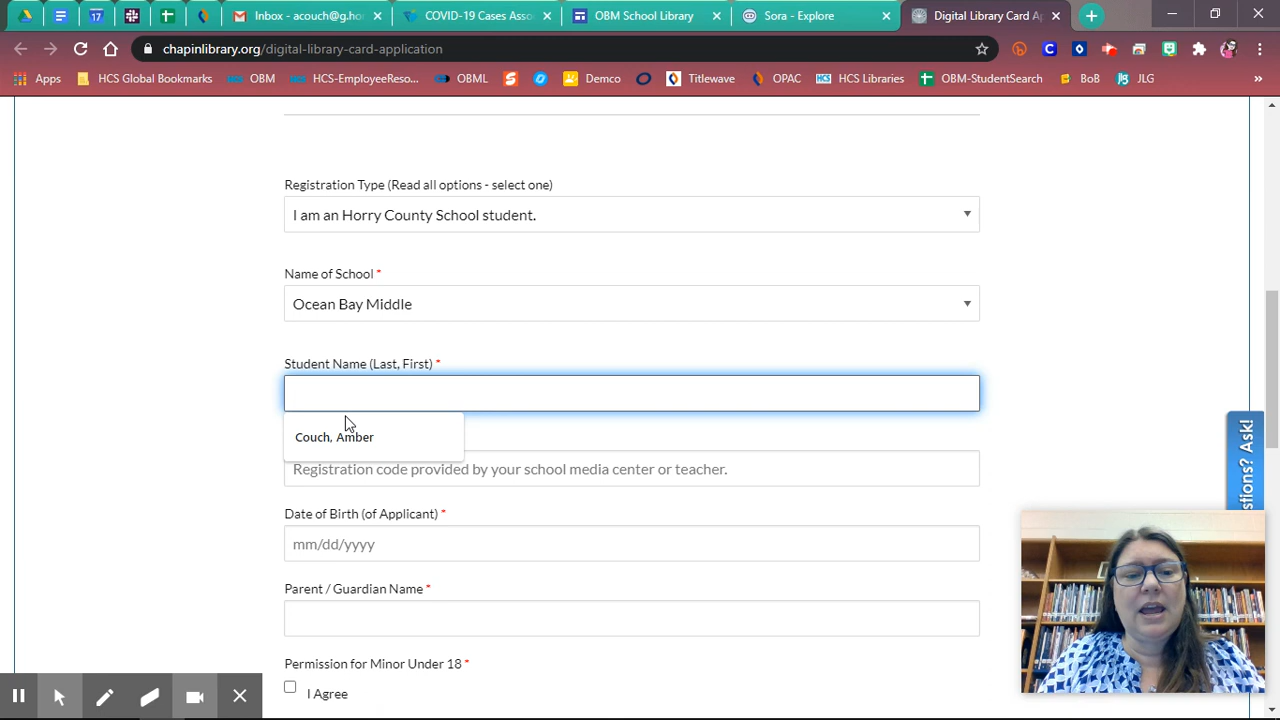 Inbox - acouch@g.ho
COVID-19 Cases Asso
OBM School Library
Sora - Explore
Digital Library Card Ap
chapinlibrary.org/digital-library-card-application
Apps
HCS Global Bookmarks
OBM
HCS-EmployeeReso...
OBML
Demco
Titlewave
OPAC
HCS Libraries
OBM-StudentSearch
BoB
JLG
Registration Type (Read all options - select one)
I am an Horry County School student.
Name of School *
Ocean Bay Middle
Student Name (Last, First) *
Couch, Amber
Registration code provided by your school media center or teacher.
Date of Birth (of Applicant) *
mm/dd/yyyy
Parent / Guardian Name *
Permission for Minor Under 18 *
I Agree
stions? Ask!